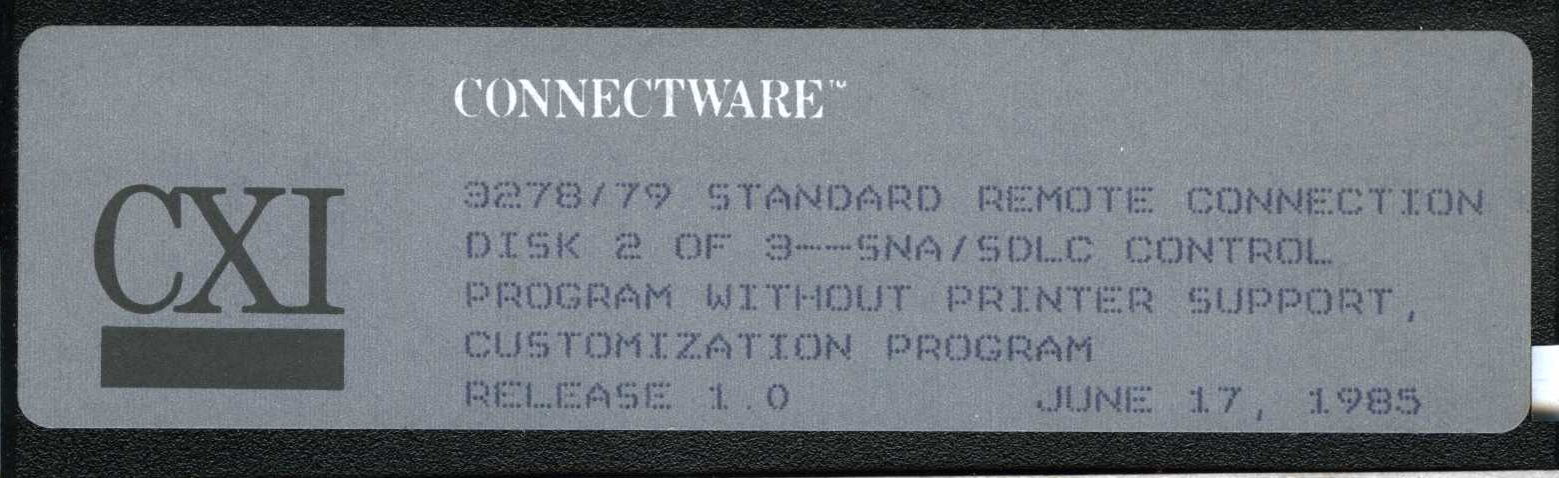 CONNECTWARE™
CXI
3278/79 STANDARD REMOTE CONNECTION
DISK 2 OF 3--SNA/SDLC CONTROL
PROGRAM WITHOUT PRINTER SUPPORT,
CUSTOMIZATION PROGRAM
RELEASE 1.0 JUNE 17, 1985